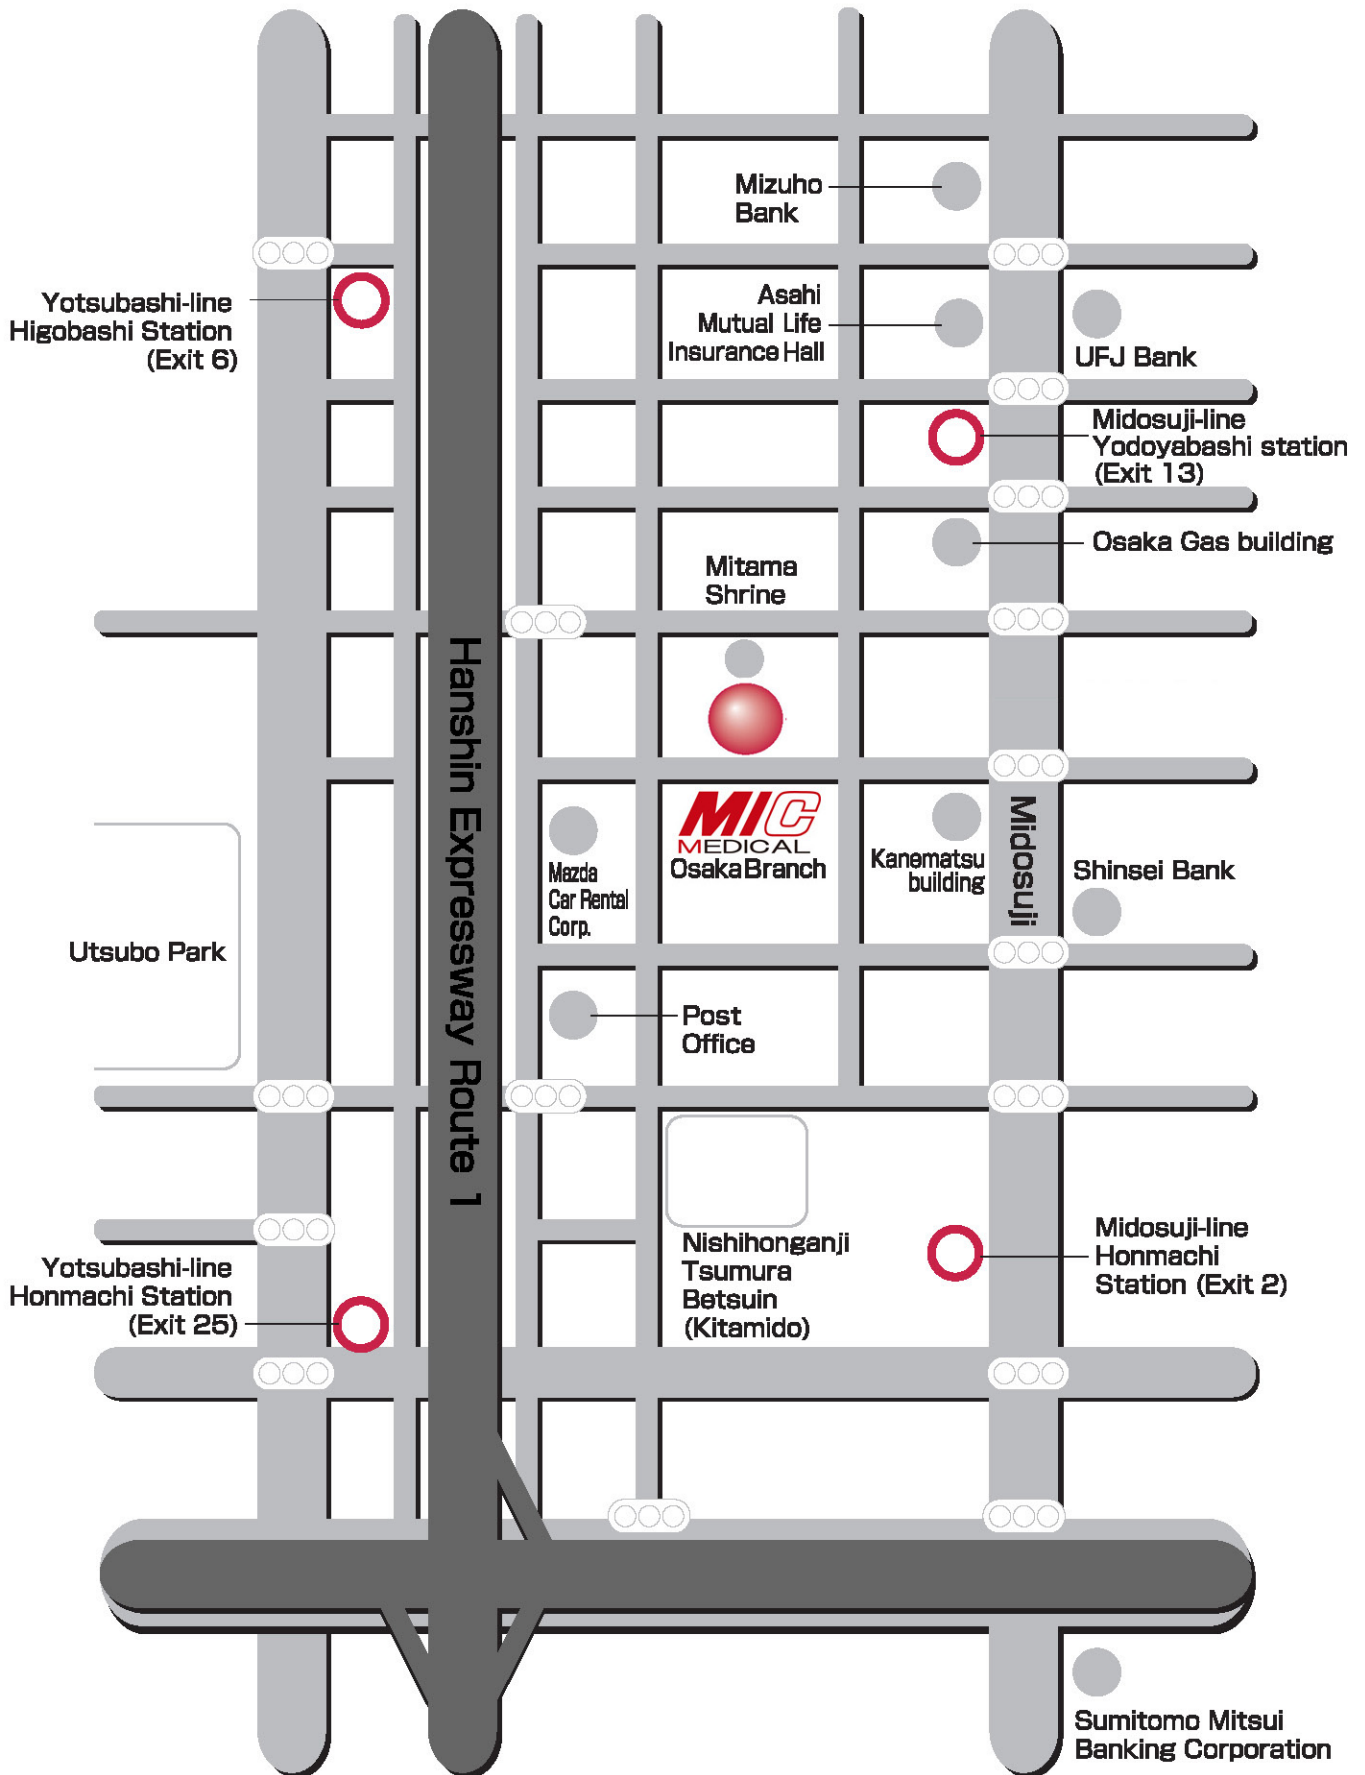 Mizuho
Bank
Yotsubashi-line
Higobashi Station
(Exit 6)
Asahi
Mutual Life
Insurance Hall
UFJ Bank
Midosuji-line
Yodoyabashi station
(Exit 13)
Osaka Gas building
Mitama
Shrine
Hanshin Expressway Route 1
MIC
MEDICAL
Osaka Branch
Mazda
Car Rental
Corp.
Kanematsu
building
Midosuji
Shinsei Bank
Utsubo Park
Post
Office
Nishihonganji
Tsumura
Betsuin
(Kitamido)
Midosuji-line
Honmachi
Station (Exit 2)
Yotsubashi-line
Honmachi Station
(Exit 25)
Sumitomo Mitsui
Banking Corporation